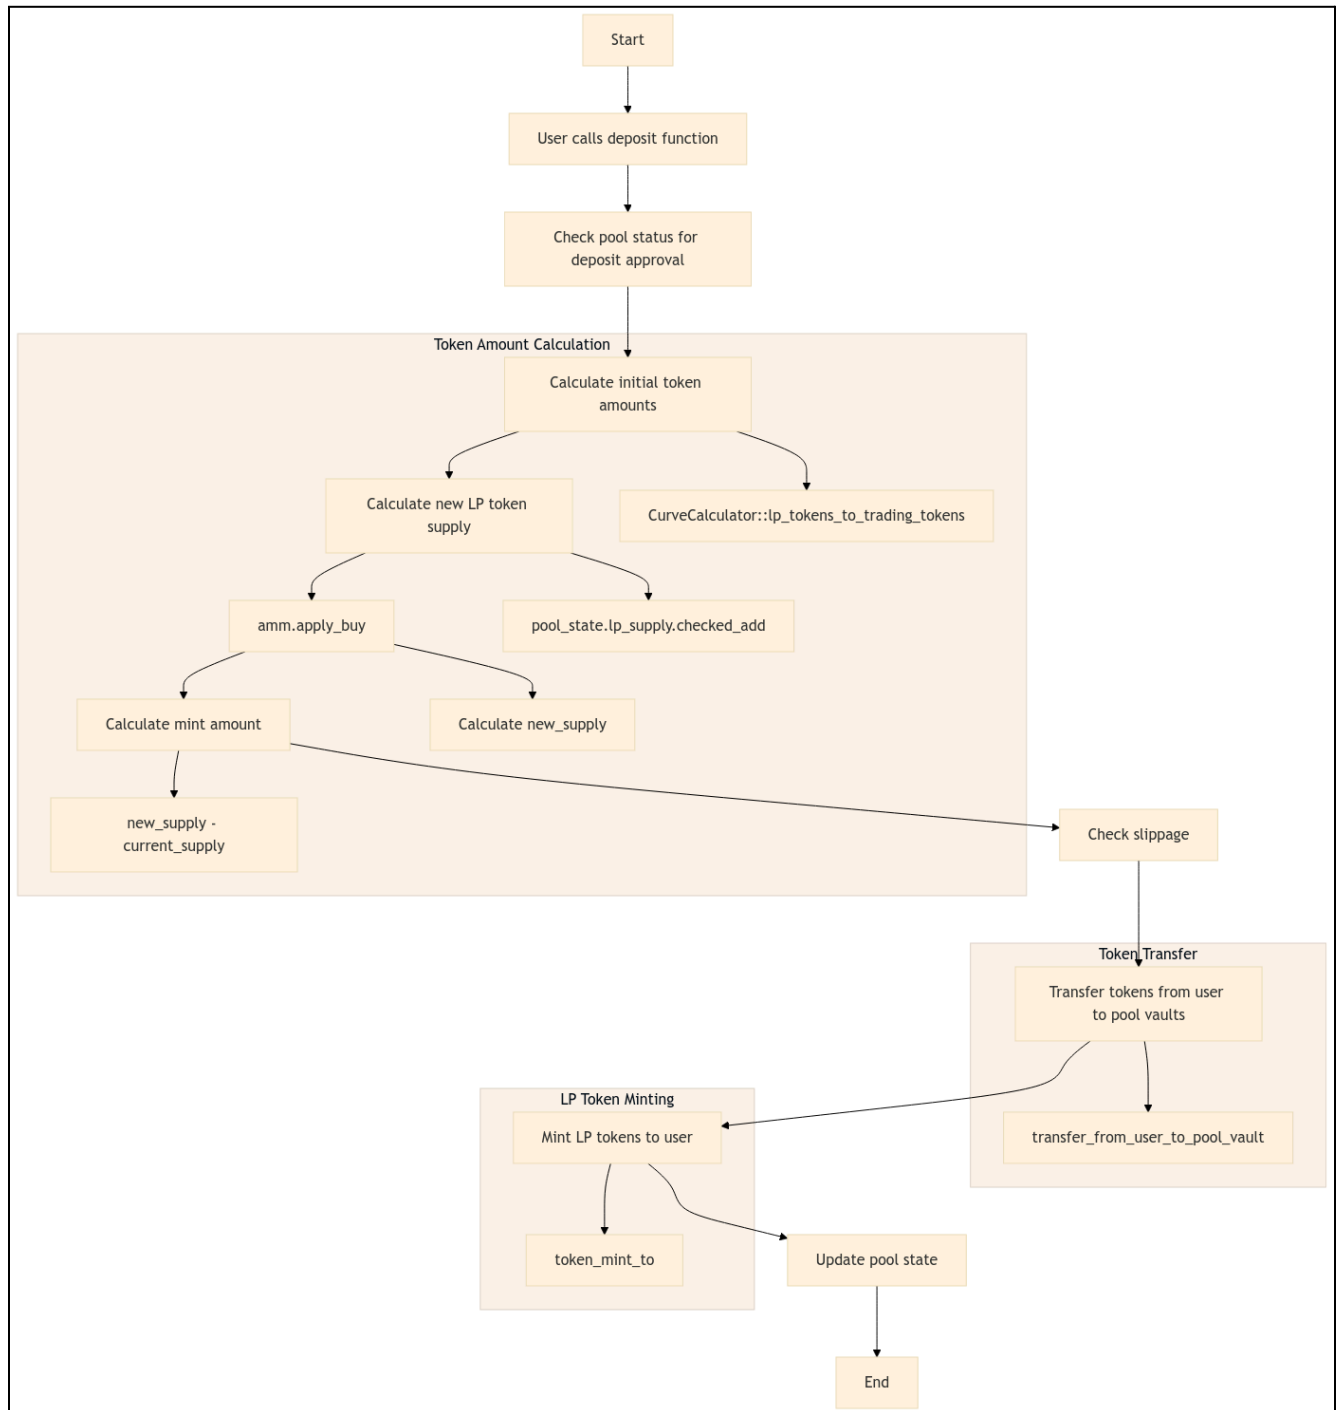 Start
User calls deposit function
Check pool status for
deposit approval
Token Amount Calculation
Calculate initial token
amounts
Calculate new LP token
supply
CurveCalculator::lp_tokens_to_trading_tokens
amm.apply_buy
pool_state.lp_supply.checked_add
Calculate mint amount
Calculate new_supply
new_supply -
current_supply
Check slippage
Token Transfer
Transfer tokens from user
to pool vaults
LP Token Minting
Mint LP tokens to user
transfer_from_user_to_pool_vault
token_mint_to
Update pool state
End